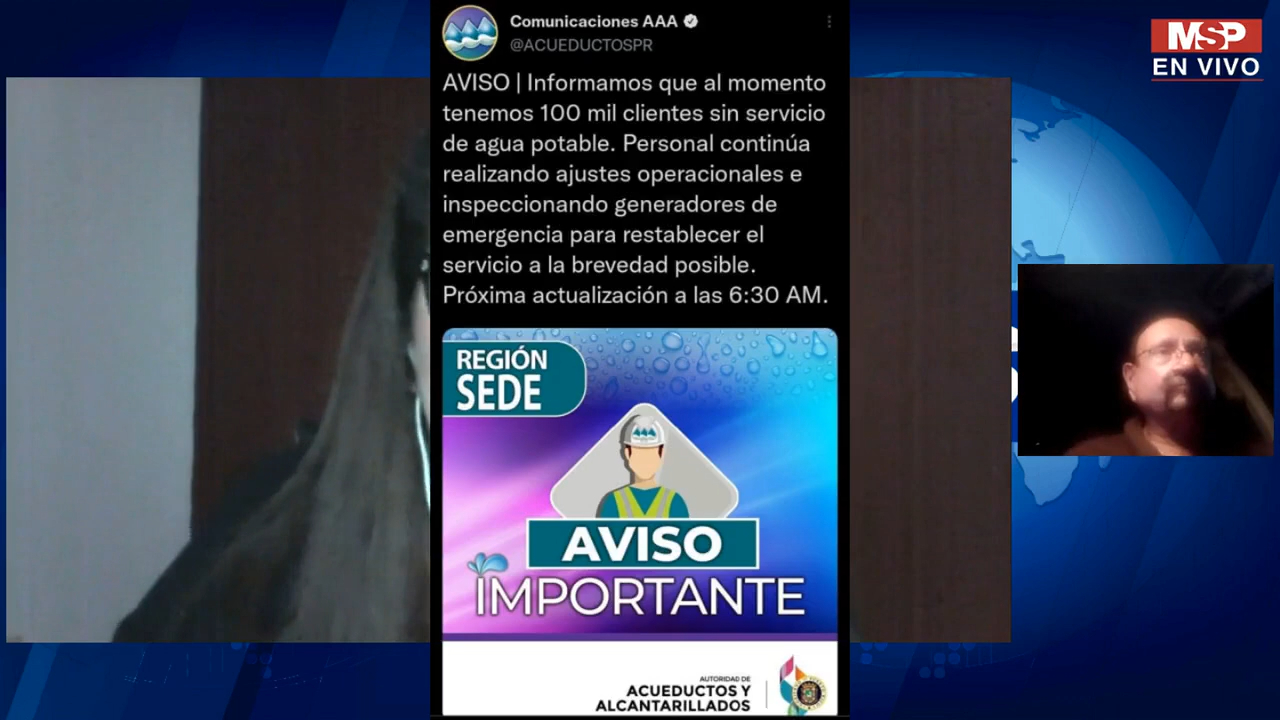 Comunicaciones AAA
@ACUEDUCTOSPR
AVISO | Informamos que al momento
tenemos 100 mil clientes sin servicio
de agua potable. Personal continúa
realizando ajustes operacionales e
inspeccionando generadores de
emergencia para restablecer el
servicio a la brevedad posible.
Próxima actualización a las 6:30 AM.
REGIÓN
SEDE
AVISO
IMPORTANTE
AUTORIDAD DE
ACUEDUCTOS Y
ALCANTARILLADOS
MSP
EN VIVO